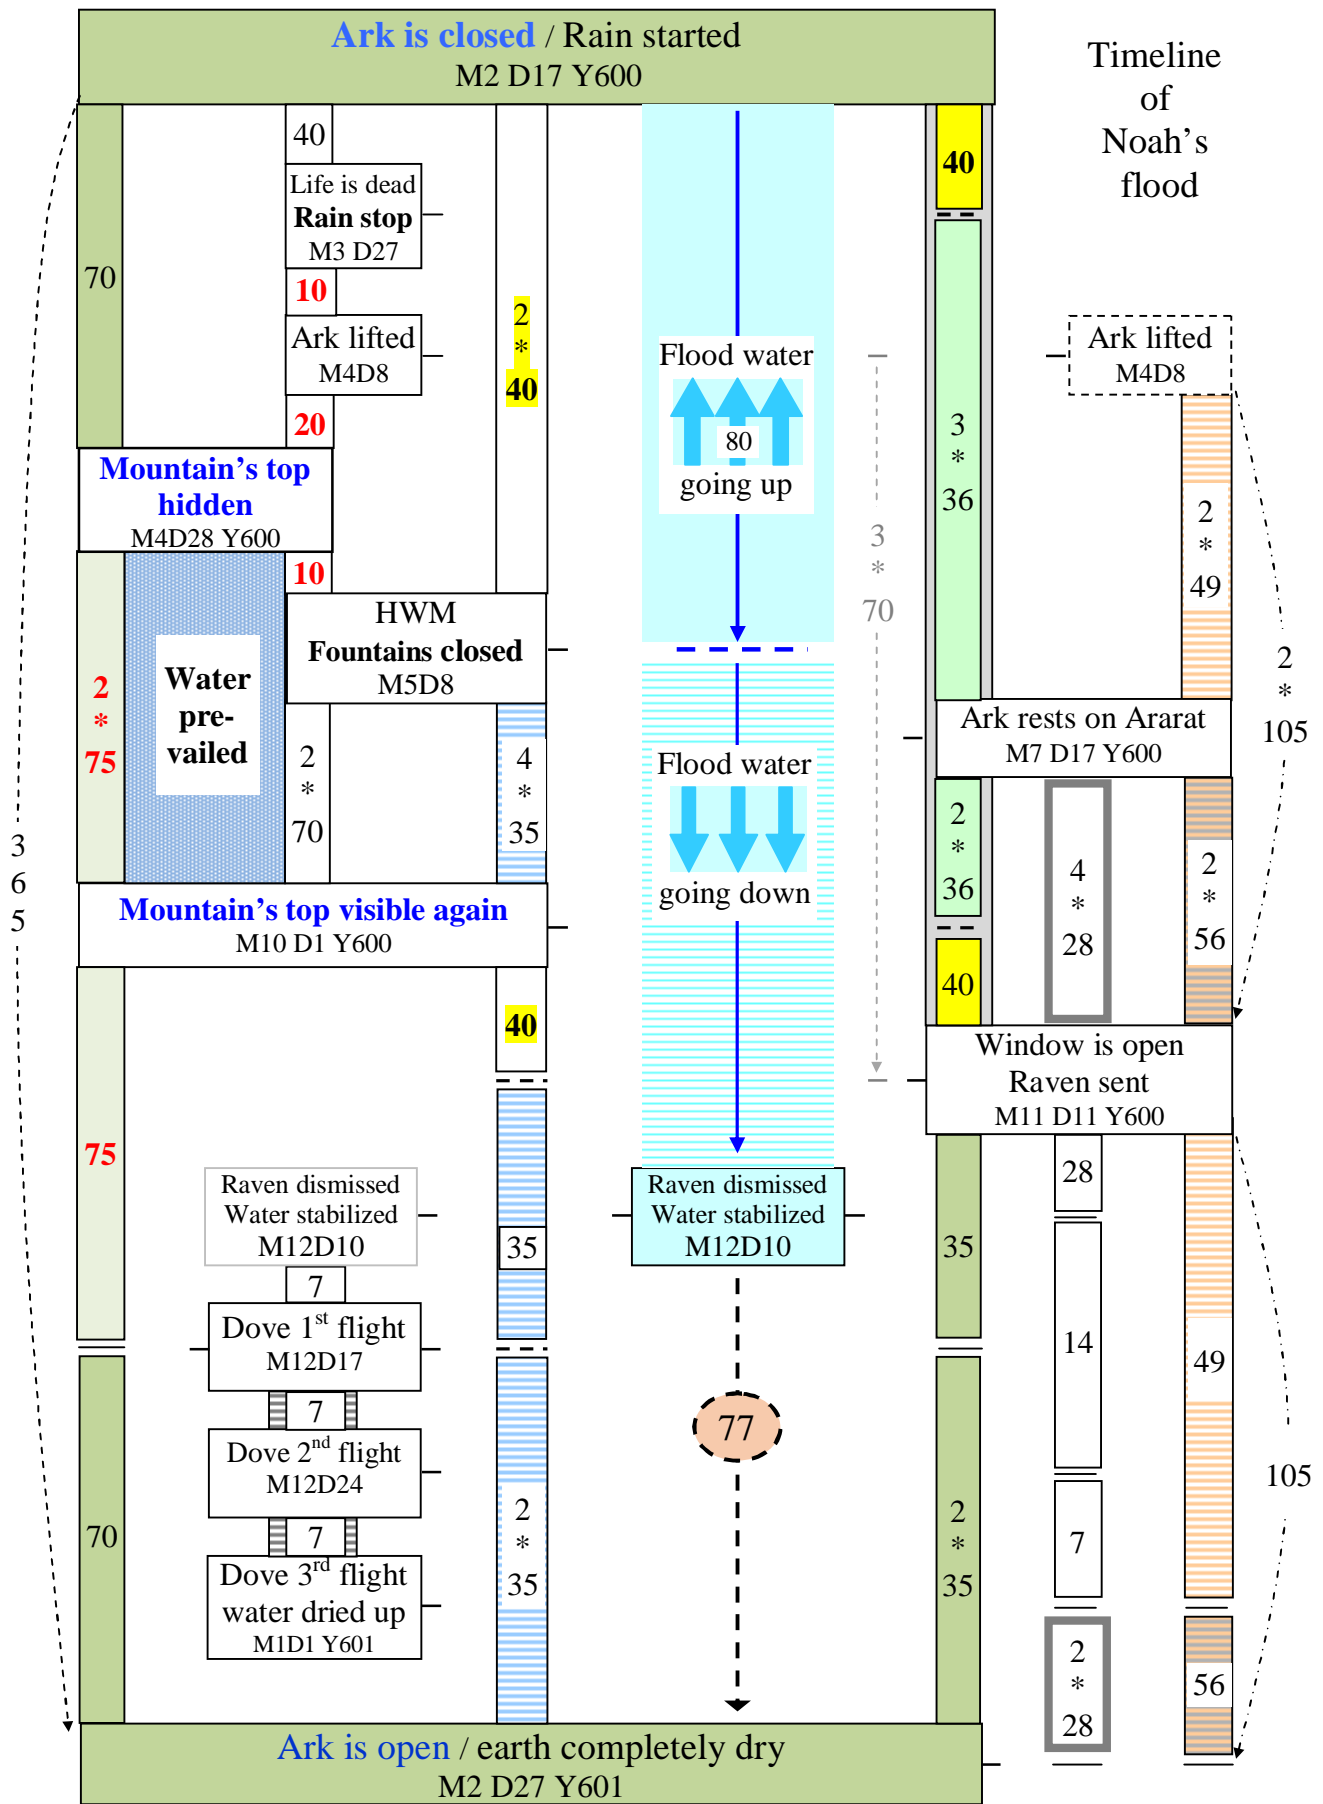 Ark is closed / Rain started
M2 D17 Y600
Timeline
of
Noah's
flood
40
Life is dead
Rain stop
M3 D27
10
Ark lifted
M4D8
20
70
Mountain's top
hidden
M4D28 Y600
10
2
*
40
HWM
Fountains closed
M5D8
2
*
75
Water
pre-
vailed
2
*
70
4
*
35
Mountain's top visible again
M10 D1 Y600
3
6
5
75
40
35
Raven dismissed
Water stabilized
M12D10
7
Dove 1st flight
M12D17
7
Dove 2nd flight
M12D24
7
Dove 3rd flight
water dried up
M1D1 Y601
70
2
*
35
Flood water
80
going up
Flood water
going down
Raven dismissed
Water stabilized
M12D10
77
3
*
70
40
3
*
36
Ark lifted
M4D8
2
*
49
2
*
105
Ark rests on Ararat
M7 D17 Y600
2
*
36
40
4
*
28
2
*
56
Window is open
Raven sent
M11 D11 Y600
35
28
14
49
105
2
*
35
7
2
*
28
56
Ark is open / earth completely dry
M2 D27 Y601